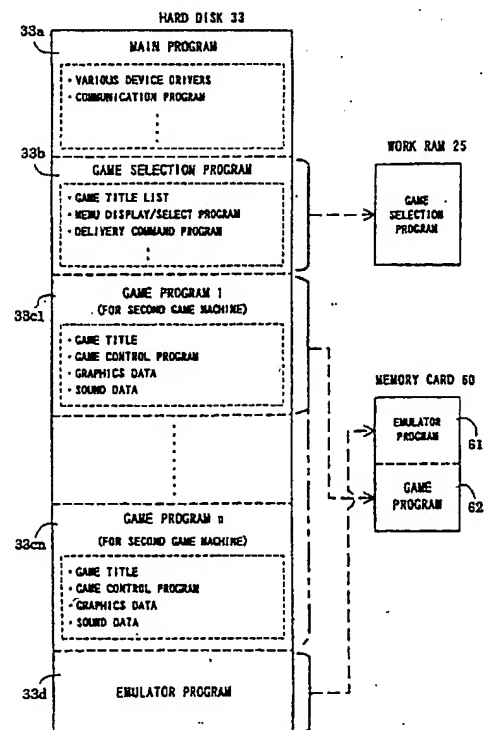 HARD DISK 33
33a
MAIN PROGRAM
• VARIOUS DEVICE DRIVERS
• COMMUNICATION PROGRAM
33b
GAME SELECTION PROGRAM
• GAME TITLE LIST
• MENU DISPLAY/SELECT PROGRAM
• DELIVERY COMMAND PROGRAM
WORK RAM 25
GAME
SELECTION
PROGRAM
33c1
GAME PROGRAM 1
(FOR SECOND GAME MACHINE)
• GAME TITLE
• GAME CONTROL PROGRAM
• GRAPHICS DATA
• SOUND DATA
MEMORY CARD 60
EMULATOR
PROGRAM
61
GAME
PROGRAM
62
33cn
GAME PROGRAM n
(FOR SECOND GAME MACHINE)
• GAME TITLE
• GAME CONTROL PROGRAM
• GRAPHICS DATA
• SOUND DATA
33d
EMULATOR PROGRAM